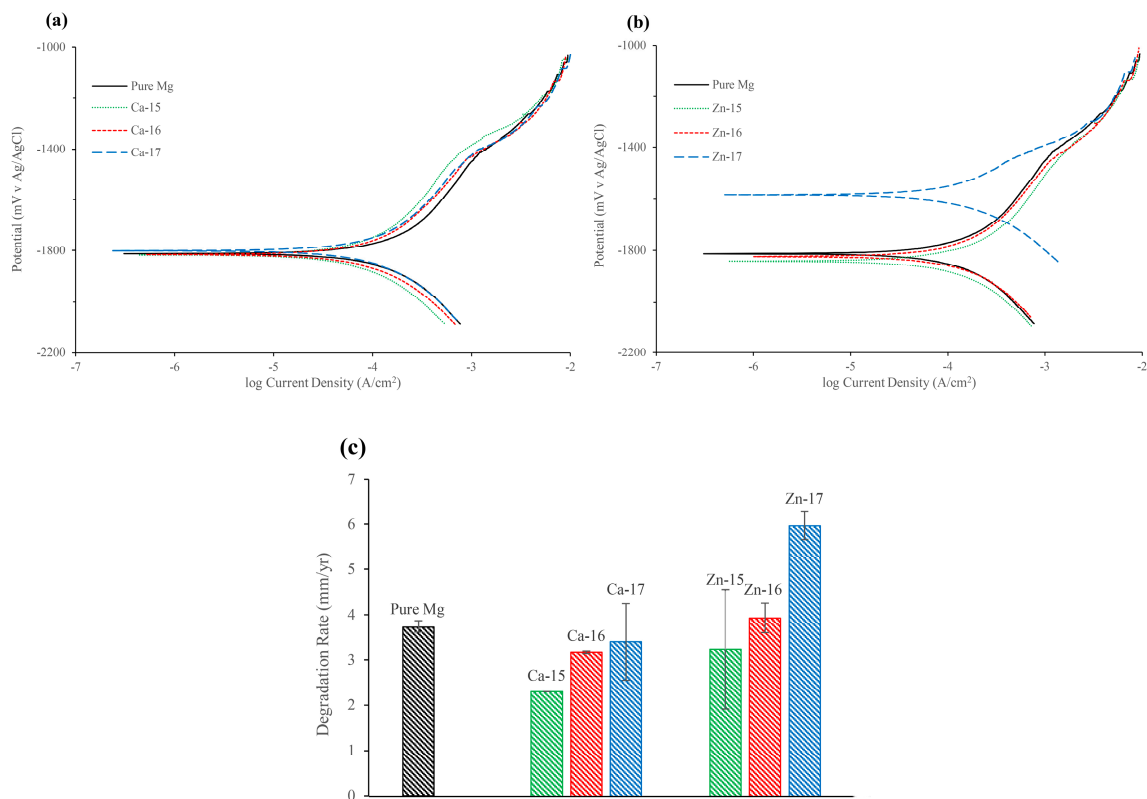 (a)
-1000
-1400
-1800
-2200
Potential (mV v Ag/AgCl)
Pure Mg
Ca-15
Ca-16
Ca-17
-7
-6
-5
-4
-3
-2
log Current Density (A/cm²)
(b)
-1000
-1400
-1800
-2200
Potential (mV v Ag/AgCl)
Pure Mg
Zn-15
Zn-16
Zn-17
-7
-6
-5
-4
-3
-2
log Current Density (A/cm²)
(c)
7
6
5
4
3
2
1
0
Degradation Rate (mm/yr)
Pure Mg
Ca-15
Ca-16
Ca-17
Zn-15
Zn-16
Zn-17